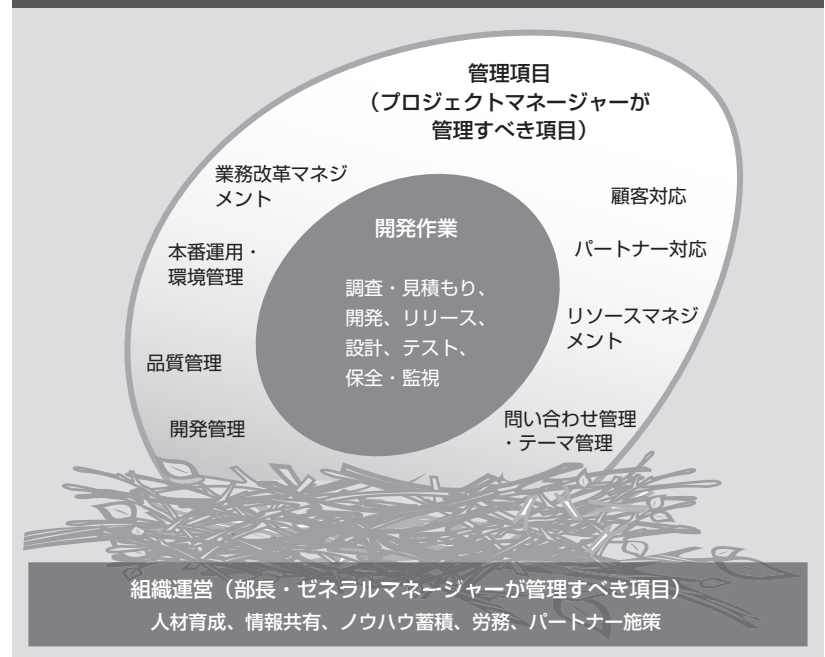 管理項目
（プロジェクトマネージャーが
管理すべき項目）
業務改革マネジ
メント
本番運用・
環境管理
品質管理
開発管理
開発作業
調査・見積もり、
開発、リリース、
設計、テスト、
保全・監視
顧客対応
パートナー対応
リソースマネジ
メント
問い合わせ管理
・テーマ管理
組織運営（部長・ゼネラルマネージャーが管理すべき項目）
人材育成、情報共有、ノウハウ蓄積、労務、パートナー施策